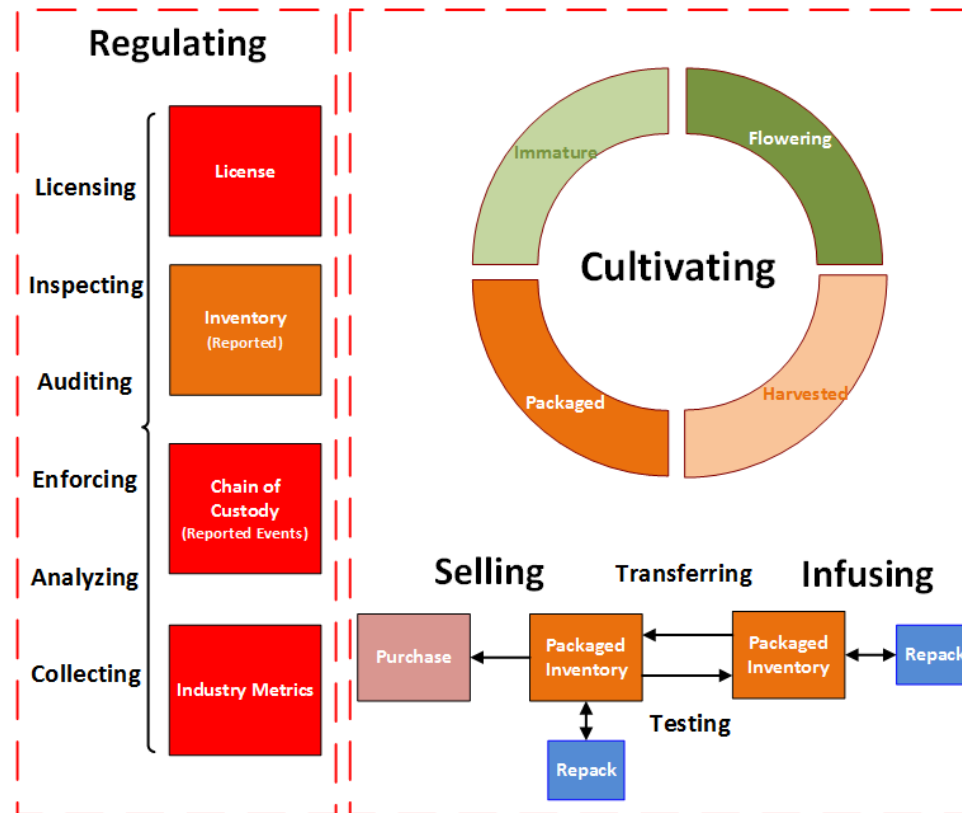 Regulating
Licensing
Inspecting
Auditing
Enforcing
Analyzing
Collecting
License
Inventory
(Reported)
Chain of
Custody
(Reported Events)
Industry Metrics
Immature
Flowering
Cultivating
Packaged
Harvested
Selling
Transferring
Infusing
Purchase
Packaged
Inventory
Packaged
Inventory
Repack
Testing
Repack